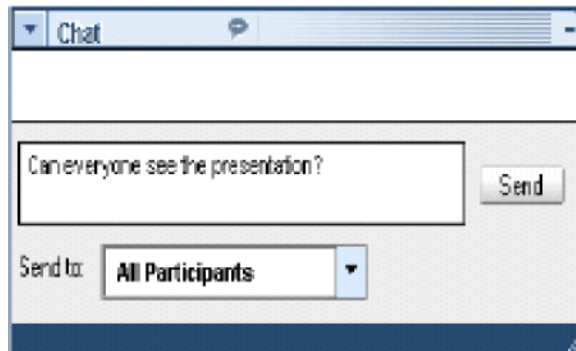 Chat
Can everyone see the presentation?
Send
Send to:
All Participants